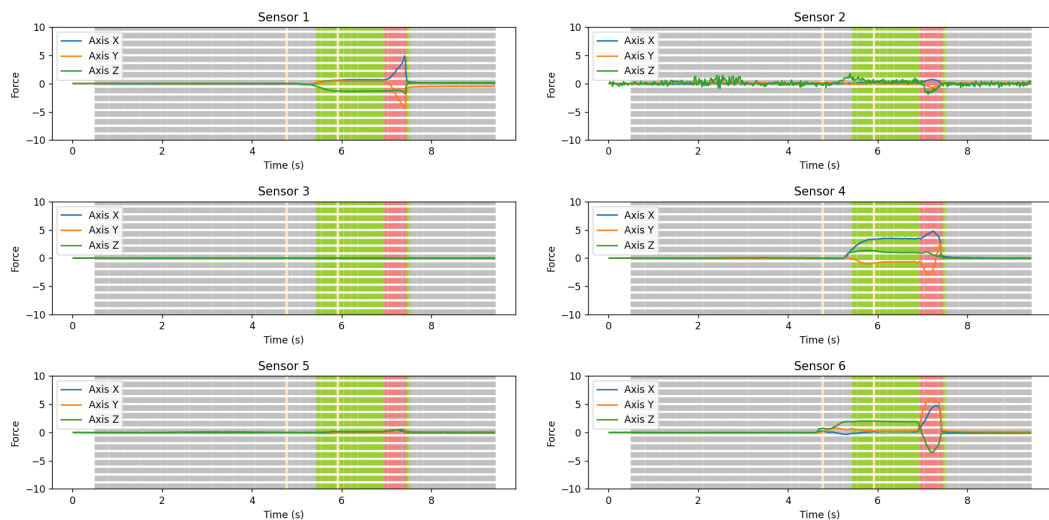 Sensor 1
10
5
0
−5
−10
Force
Axis X
Axis Y
Axis Z
0
2
4
6
8
Time (s)
Sensor 2
10
5
0
−5
−10
Force
Axis X
Axis Y
Axis Z
0
2
4
6
8
Time (s)
Sensor 3
10
5
0
−5
−10
Force
Axis X
Axis Y
Axis Z
0
2
4
6
8
Time (s)
Sensor 4
10
5
0
−5
−10
Force
Axis X
Axis Y
Axis Z
0
2
4
6
8
Time (s)
Sensor 5
10
5
0
−5
−10
Force
Axis X
Axis Y
Axis Z
0
2
4
6
8
Time (s)
Sensor 6
10
5
0
−5
−10
Force
Axis X
Axis Y
Axis Z
0
2
4
6
8
Time (s)